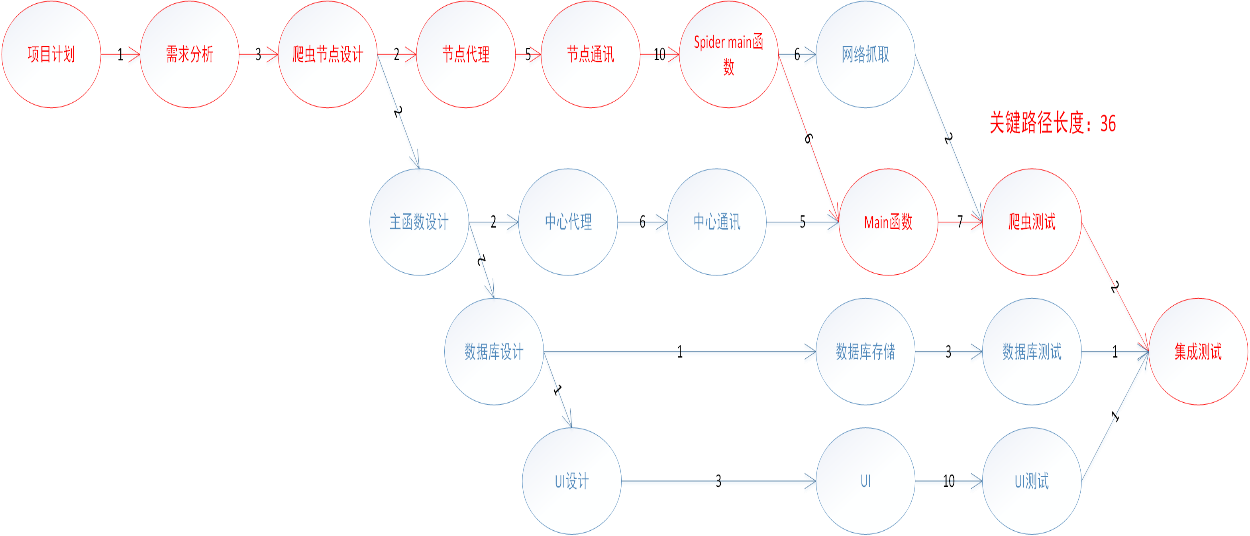 项目计划
1
需求分析
3
爬虫节点设计
2
节点代理
5
节点通讯
10
Spider main函
数
6
网络抓取
关键路径长度：36
2
6
2
主函数设计
2
中心代理
6
中心通讯
5
Main函数
7
爬虫测试
2
2
数据库设计
1
数据库存储
3
数据库测试
1
集成测试
1
1
UI设计
3
UI
10
UI测试